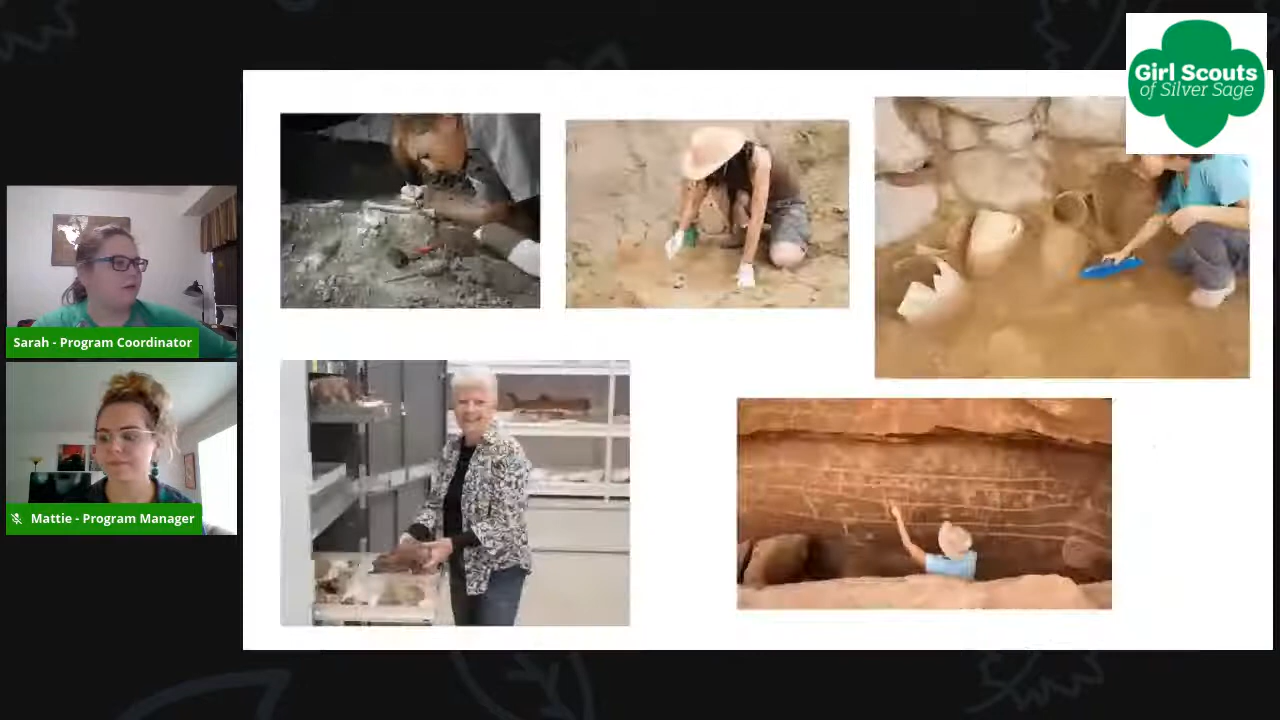 Girl Scouts
of Silver Sage
Sarah - Program Coordinator
Mattie - Program Manager